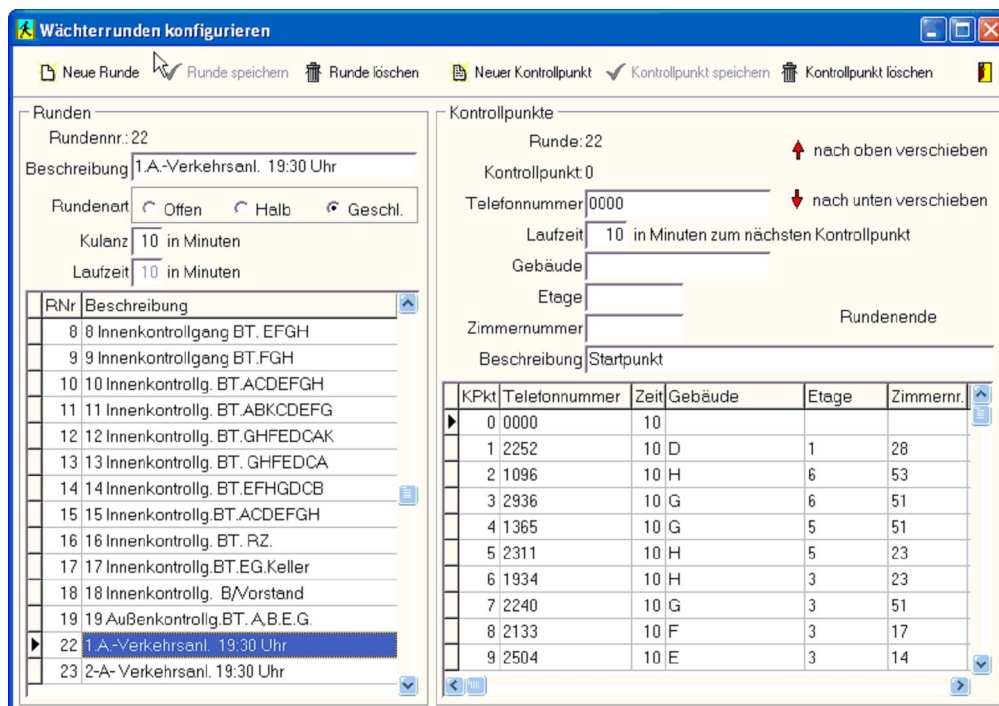 Wächterrunden konfigurieren
Neue Runde Runde speichern Runde löschen Neuer Kontrollpunkt Kontrollpunkt speichern Kontrollpunkt löschen
Runden
Rundennr.: 22
Beschreibung 1.A.-Verkehrsanl. 19:30 Uhr
Rundenart Offen Halb Geschl.
Kulanz 10 in Minuten
Laufzeit 10 in Minuten
RNr Beschreibung
8 8 Innenkontrollgang BT. EFGH
9 9 Innenkontrollgang BT.FGH
10 10 Innenkontrollg. BT.ACDEFGH
11 11 Innenkontrollg. BT.ABKCDEFG
12 12 Innenkontrollg. BT.GHFEDCAK
13 13 Innenkontrollg. BT. GHFEDCA
14 14 Innenkontrollg. BT.EFHGDCB
15 15 Innenkontrollg.BT.ACDEFGH
16 16 Innenkontrollg. BT. RZ.
17 17 Innenkontrollg.BT.EG.Keller
18 18 Innenkontrollg. B/Vorstand
19 19 Außenkontrollg.BT. A,B.E.G.
22 1.A.-Verkehrsanl. 19:30 Uhr
23 2-A- Verkehrsanl. 19:30 Uhr
Kontrollpunkte
Runde: 22
nach oben verschieben
Kontrollpunkt: 0
Telefonnummer 0000
nach unten verschieben
Laufzeit 10 in Minuten zum nächsten Kontrollpunkt
Gebäude
Etage
Rundenende
Zimmernummer
Beschreibung Startpunkt
KPkt Telefonnummer Zeit Gebäude Etage Zimmernr.
0 0000 10
1 2252 10 D 1 28
2 1096 10 H 6 53
3 2936 10 G 6 51
4 1365 10 G 5 51
5 2311 10 H 5 23
6 1934 10 H 3 23
7 2240 10 G 3 51
8 2133 10 F 3 17
9 2504 10 E 3 14